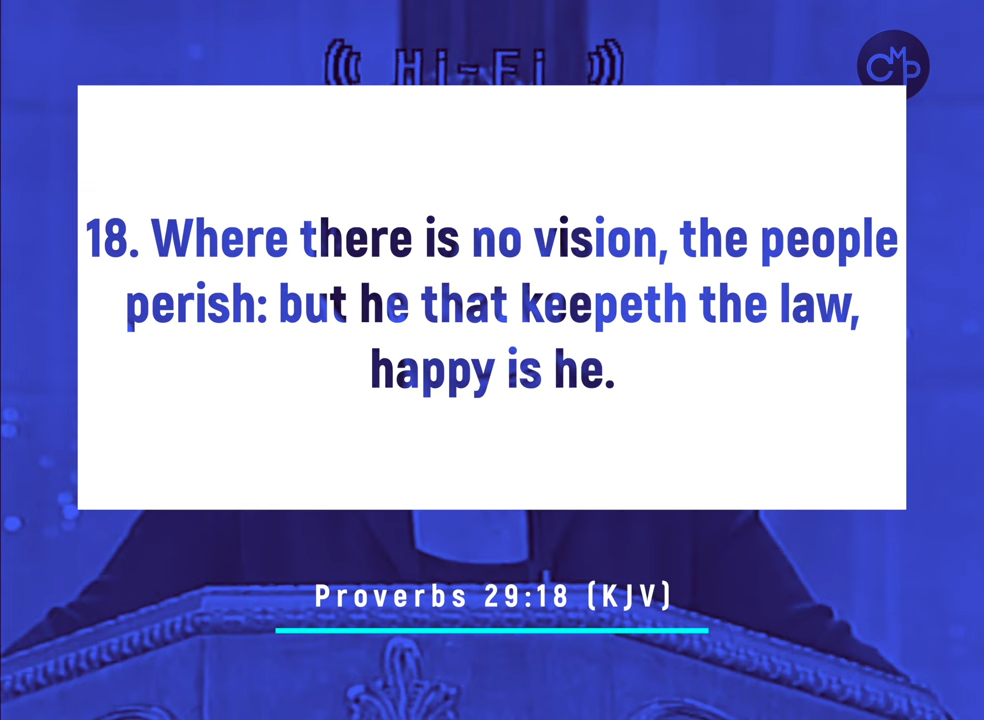 Hi-Fi
CMP
18. Where there is no vision, the people
perish: but he that keepeth the law,
happy is he.
Proverbs 29:18 (KJV)